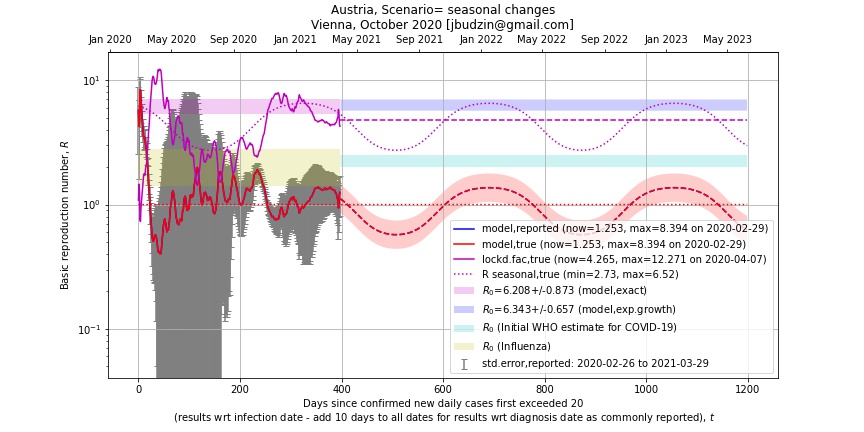 Austria, Scenario= seasonal changes
Vienna, October 2020 [jbudzin@gmail.com]
Jan 2020 May 2020 Sep 2020 Jan 2021 May 2021 Sep 2021 Jan 2022 May 2022 Sep 2022 Jan 2023 May 2023
10¹
10⁰
10⁻¹
Basic reproduction number, R
model,reported (now=1.253, max=8.394 on 2020-02-29)
model,true (now=1.253, max=8.394 on 2020-02-29)
lockd.fac,true (now=4.265, max=12.271 on 2020-04-07)
R seasonal,true (min=2.73, max=6.52)
R₀=6.208+/-0.873 (model,exact)
R₀=6.343+/-0.657 (model,exp.growth)
R₀ (Initial WHO estimate for COVID-19)
R₀ (Influenza)
std.error,reported: 2020-02-26 to 2021-03-29
0 200 400 600 800 1000 1200
Days since confirmed new daily cases first exceeded 20
(results wrt infection date - add 10 days to all dates for results wrt diagnosis date as commonly reported), t